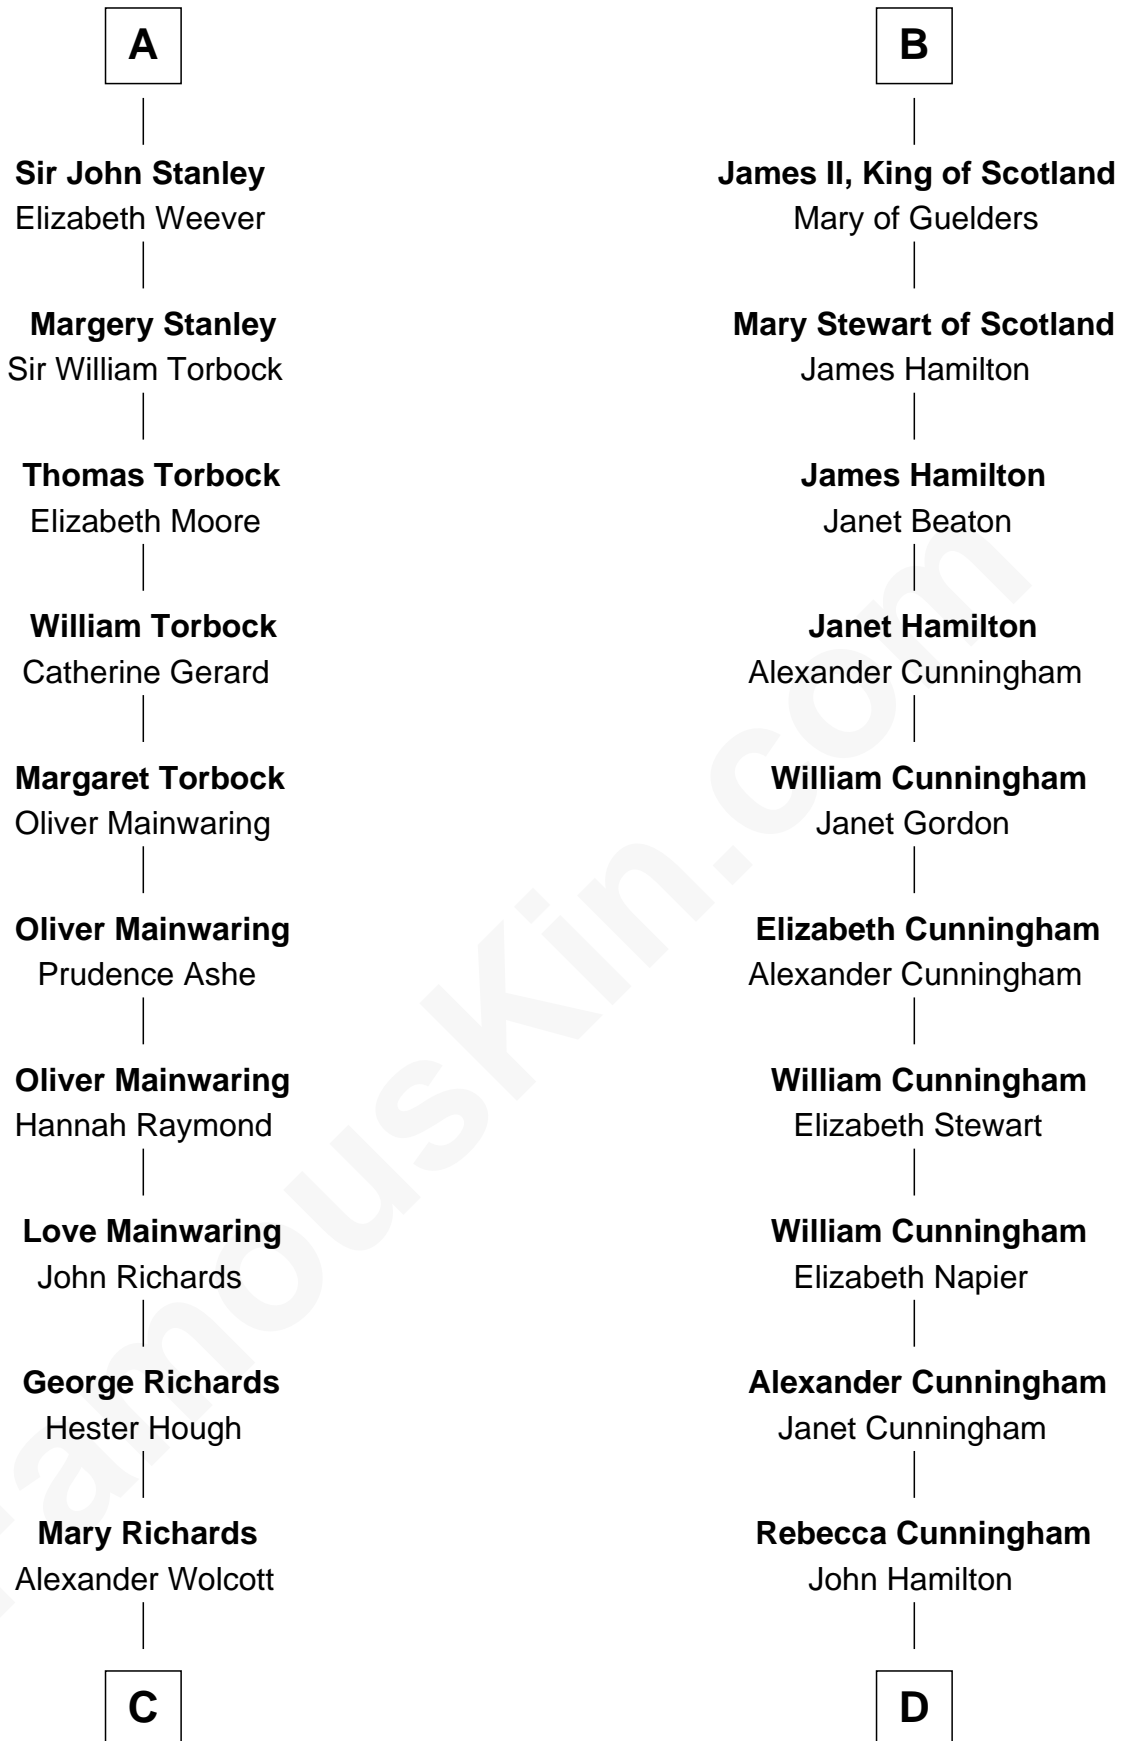 A
Sir John Stanley
Elizabeth Weever
Margery Stanley
Sir William Torbock
Thomas Torbock
Elizabeth Moore
William Torbock
Catherine Gerard
Margaret Torbock
Oliver Mainwaring
Oliver Mainwaring
Prudence Ashe
Oliver Mainwaring
Hannah Raymond
Love Mainwaring
John Richards
George Richards
Hester Hough
Mary Richards
Alexander Wolcott
C
B
James II, King of Scotland
Mary of Guelders
Mary Stewart of Scotland
James Hamilton
James Hamilton
Janet Beaton
Janet Hamilton
Alexander Cunningham
William Cunningham
Janet Gordon
Elizabeth Cunningham
Alexander Cunningham
William Cunningham
Elizabeth Stewart
William Cunningham
Elizabeth Napier
Alexander Cunningham
Janet Cunningham
Rebecca Cunningham
John Hamilton
D
FamousKin.com